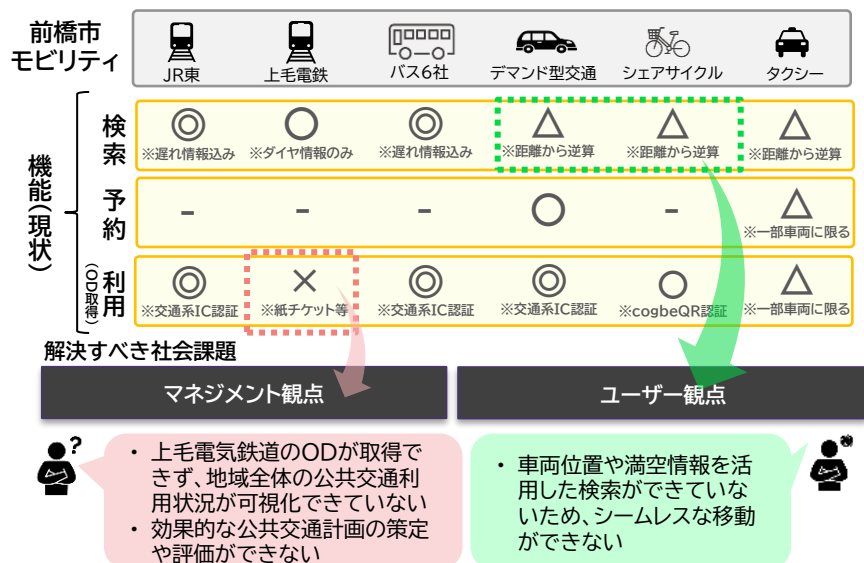 前橋市
モビリティ
JR東
上毛電鉄
バス6社
デマンド型交通
シェアサイクル
タクシー
機能(現状)
検索
◎
○
◎
△
△
△
※遅れ情報込み
※ダイヤ情報のみ
※遅れ情報込み
※距離から逆算
※距離から逆算
※距離から逆算
予約
-
-
-
○
-
△
※一部車両に限る
利用
(OD取得)
◎
×
◎
◎
○
△
※交通系IC認証
※紙チケット等
※交通系IC認証
※交通系IC認証
※cogbeQR認証
※一部車両に限る
解決すべき社会課題
マネジメント観点
ユーザー観点
?
・ 上毛電気鉄道のODが取得で
きず、地域全体の公共交通利
用状況が可視化できていない
・ 効果的な公共交通計画の策定
や評価ができない
・ 車両位置や満空情報を活
用した検索ができていな
いため、シームレスな移動
ができない